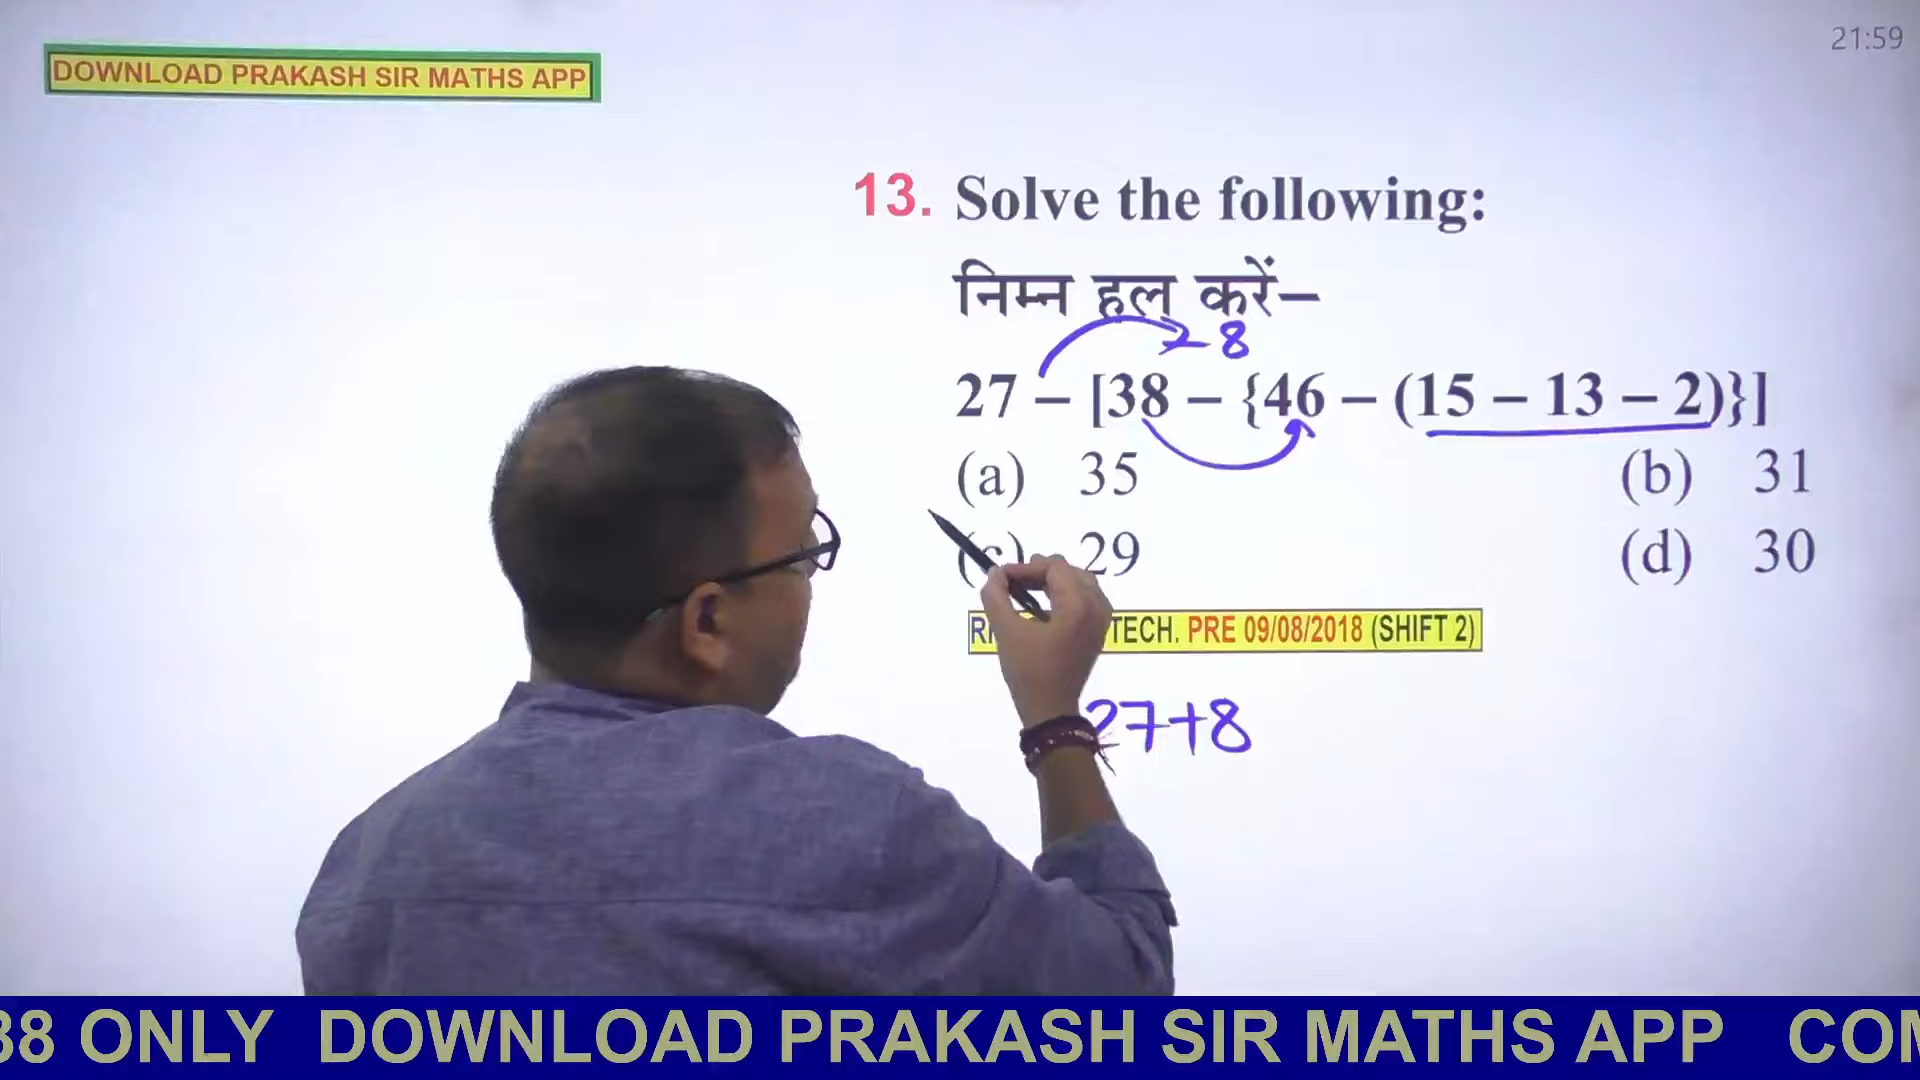 21:59
DOWNLOAD PRAKASH SIR MATHS APP
13. Solve the following:
निम्न हल करें–
-8
27 – [38 – {46 – (15 – 13 – 2)}]
(a) 35 (b) 31
(c) 29 (d) 30
TECH. PRE 09/08/2018 (SHIFT 2)
27+8
38 ONLY DOWNLOAD PRAKASH SIR MATHS APP